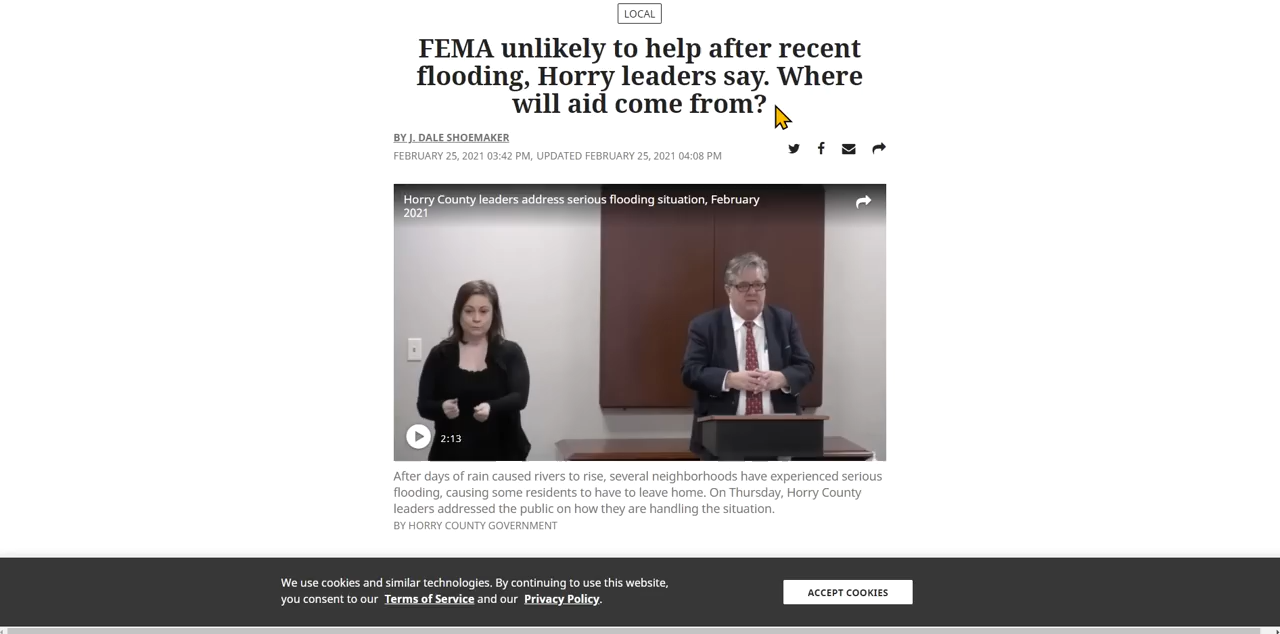 LOCAL
FEMA unlikely to help after recent
flooding, Horry leaders say. Where
will aid come from?
BY J. DALE SHOEMAKER
FEBRUARY 25, 2021 03:42 PM, UPDATED FEBRUARY 25, 2021 04:08 PM
Horry County leaders address serious flooding situation, February
2021
2:13
After days of rain caused rivers to rise, several neighborhoods have experienced serious
flooding, causing some residents to have to leave home. On Thursday, Horry County
leaders addressed the public on how they are handling the situation.
BY HORRY COUNTY GOVERNMENT
We use cookies and similar technologies. By continuing to use this website,
you consent to our Terms of Service and our Privacy Policy.
ACCEPT COOKIES